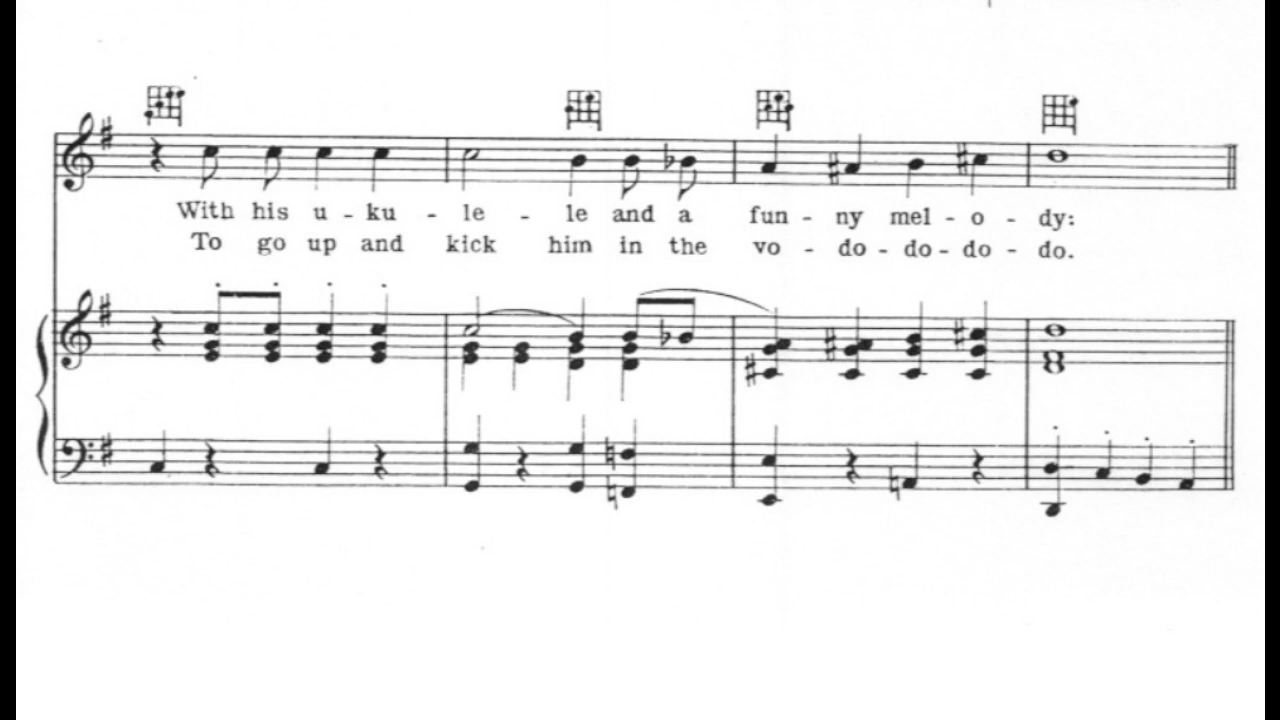 With his u - ku - le - le and a fun - ny mel - o - dy:
To go up and kick him in the vo - do - do - do - do.